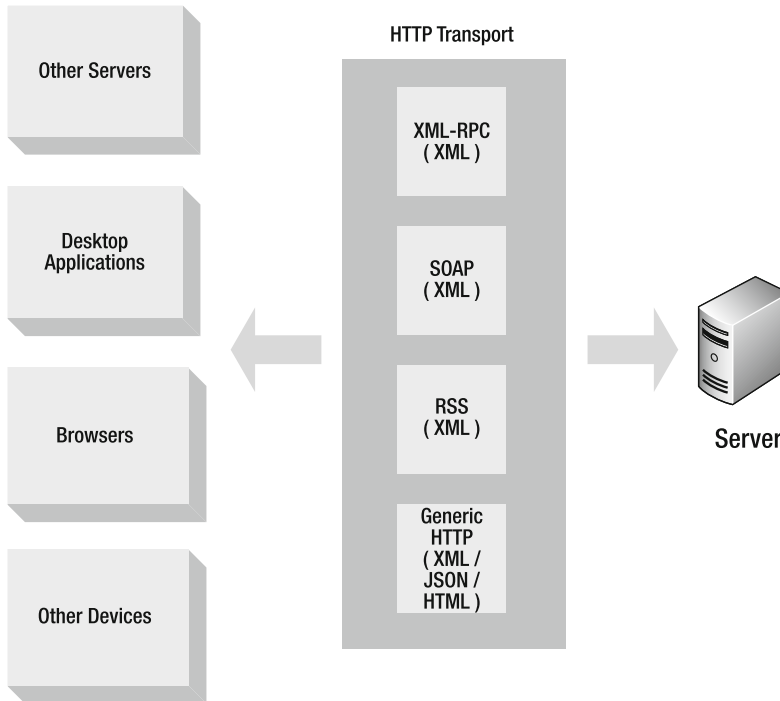 Other Servers
Desktop
Applications
Browsers
Other Devices
HTTP Transport
XML-RPC
( XML )
SOAP
( XML )
RSS
( XML )
Generic
HTTP
( XML /
JSON /
HTML )
Server